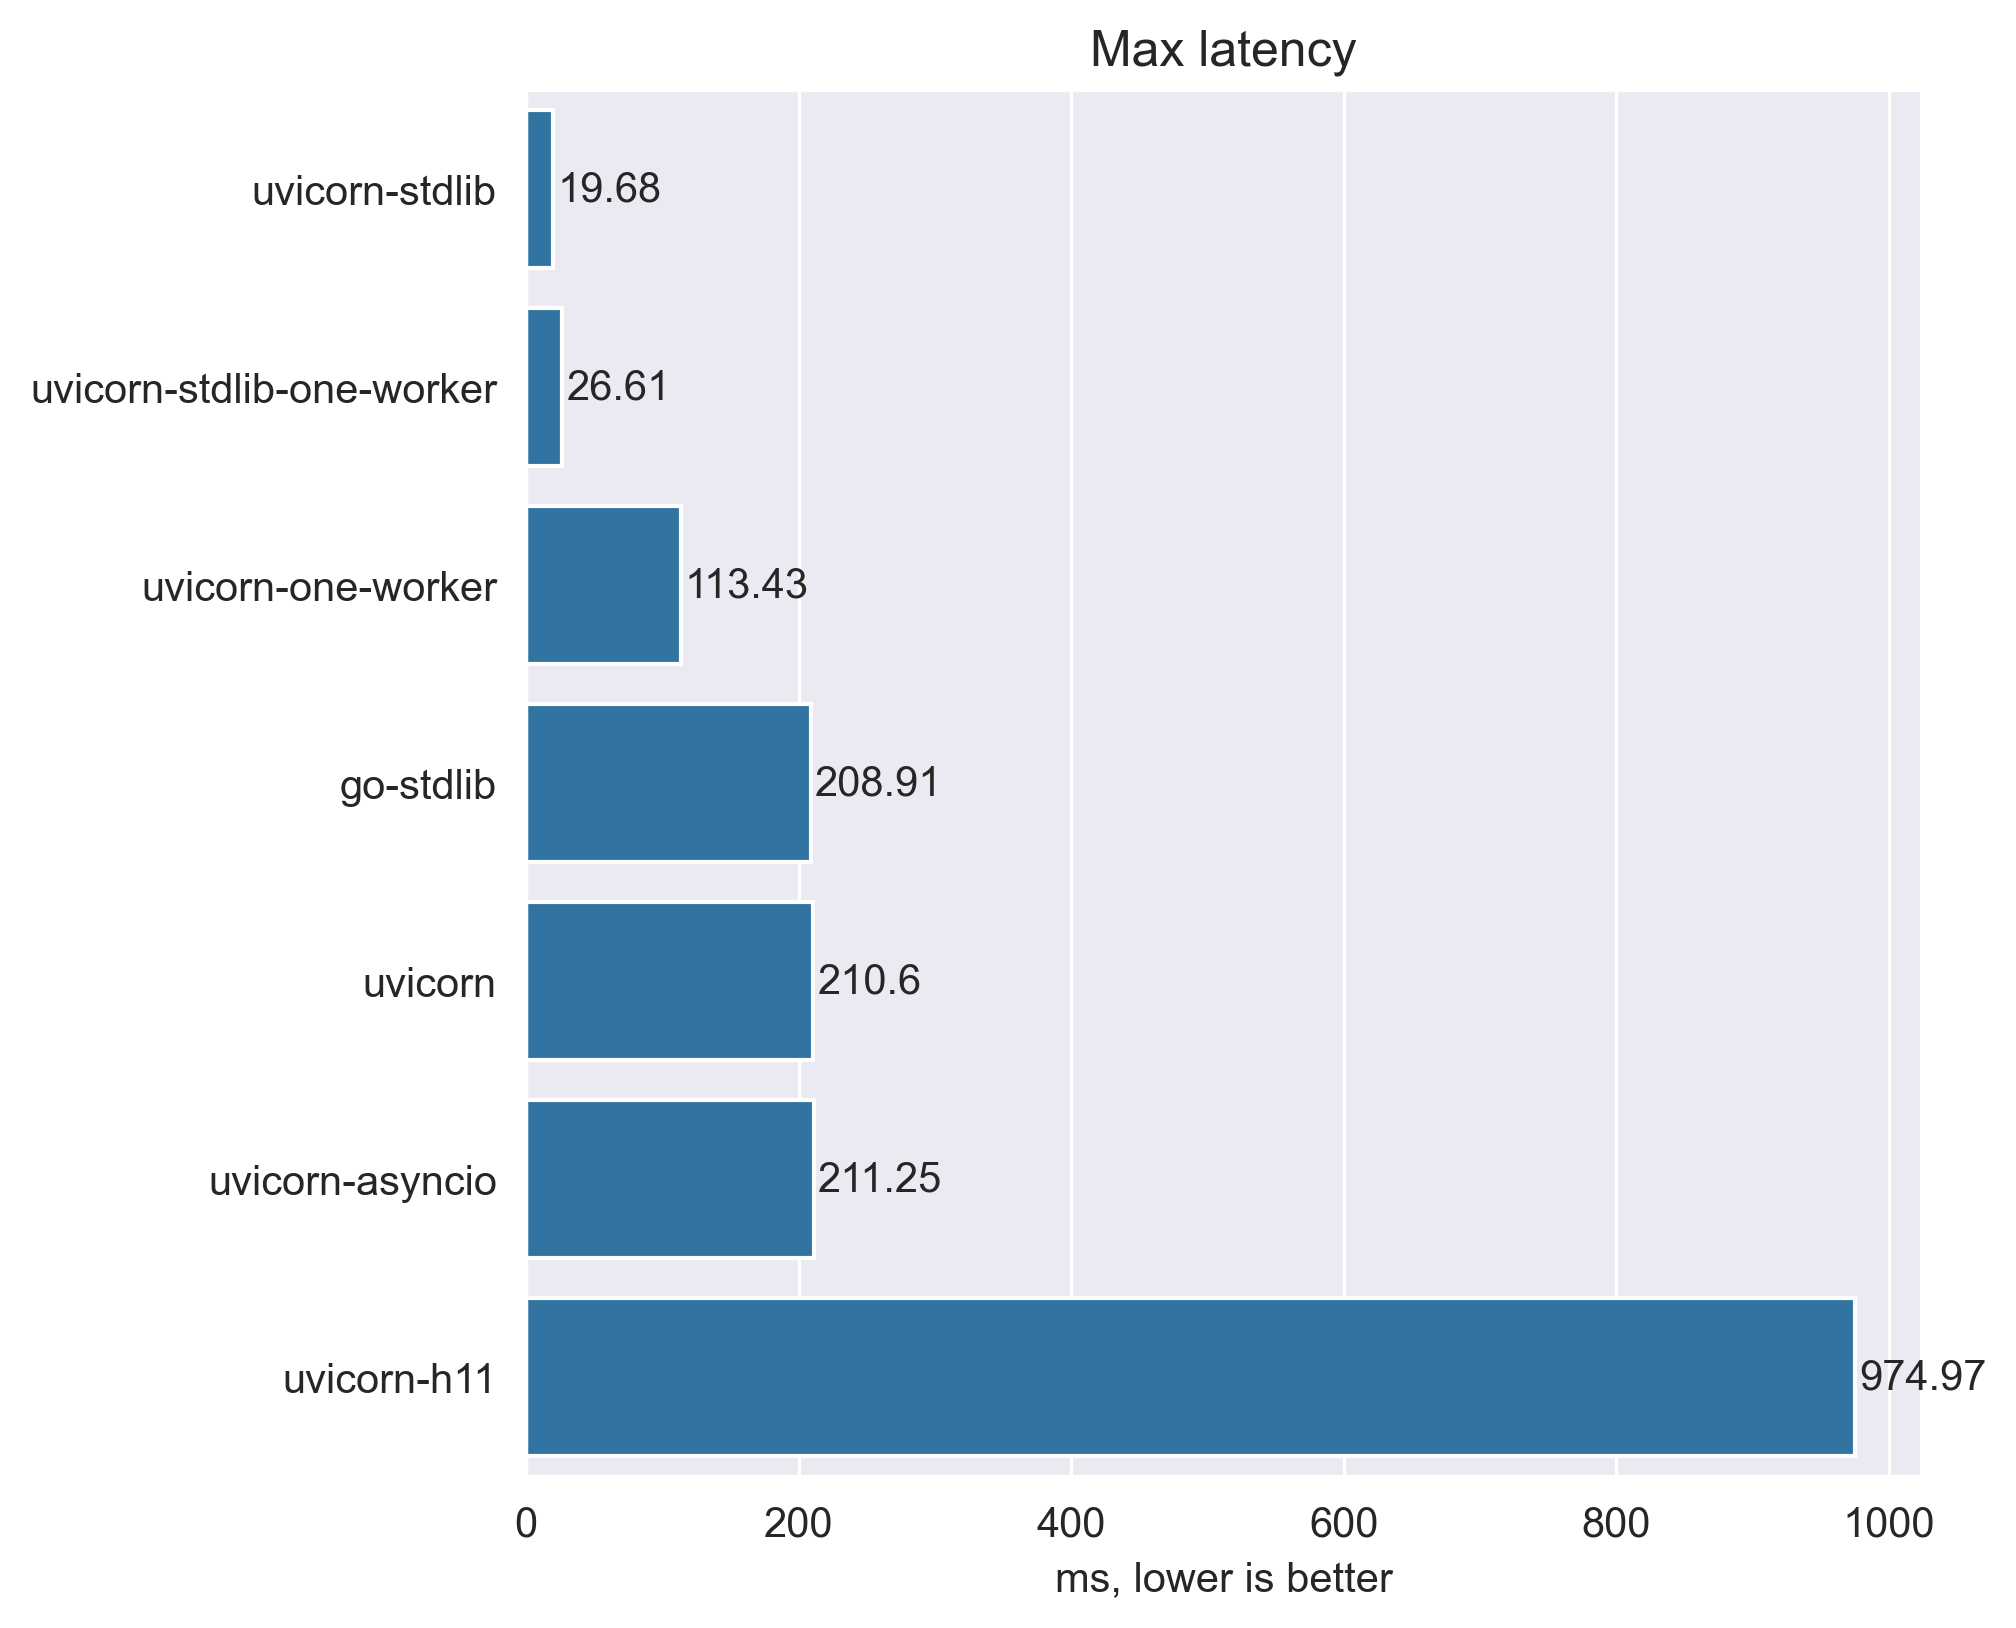 Max latency
uvicorn-stdlib 19.68
uvicorn-stdlib-one-worker 26.61
uvicorn-one-worker 113.43
go-stdlib 208.91
uvicorn 210.6
uvicorn-asyncio 211.25
uvicorn-h11 974.97
0 200 400 600 800 1000
ms, lower is better